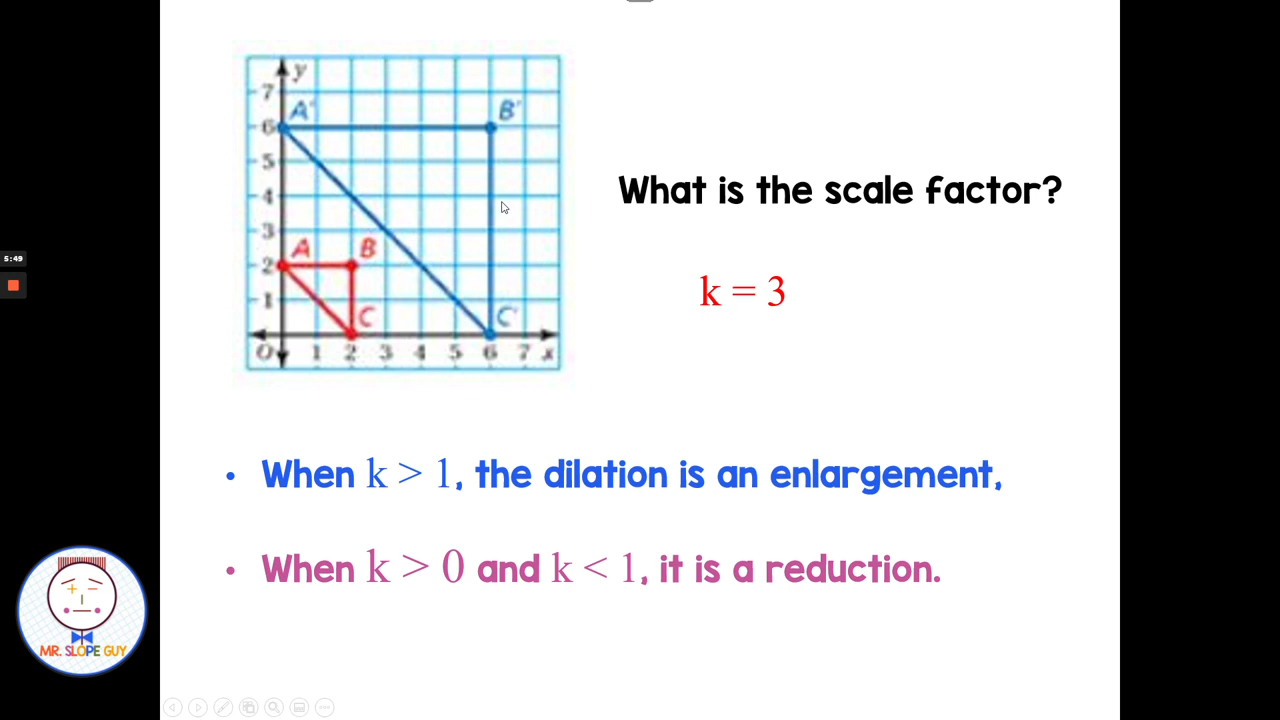 y
7
A' B'
6
5
4
3
A B
2
1
C C'
O 1 2 3 4 5 6 7 x
What is the scale factor?
k = 3
• When k > 1, the dilation is an enlargement,
• When k > 0 and k < 1, it is a reduction.
5:49
MR. SLOPE GUY